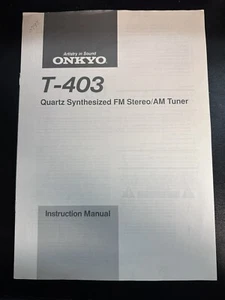 Artistry in Sound
ONKYO
T-403
Quartz Synthesized FM Stereo/AM Tuner
Instruction Manual